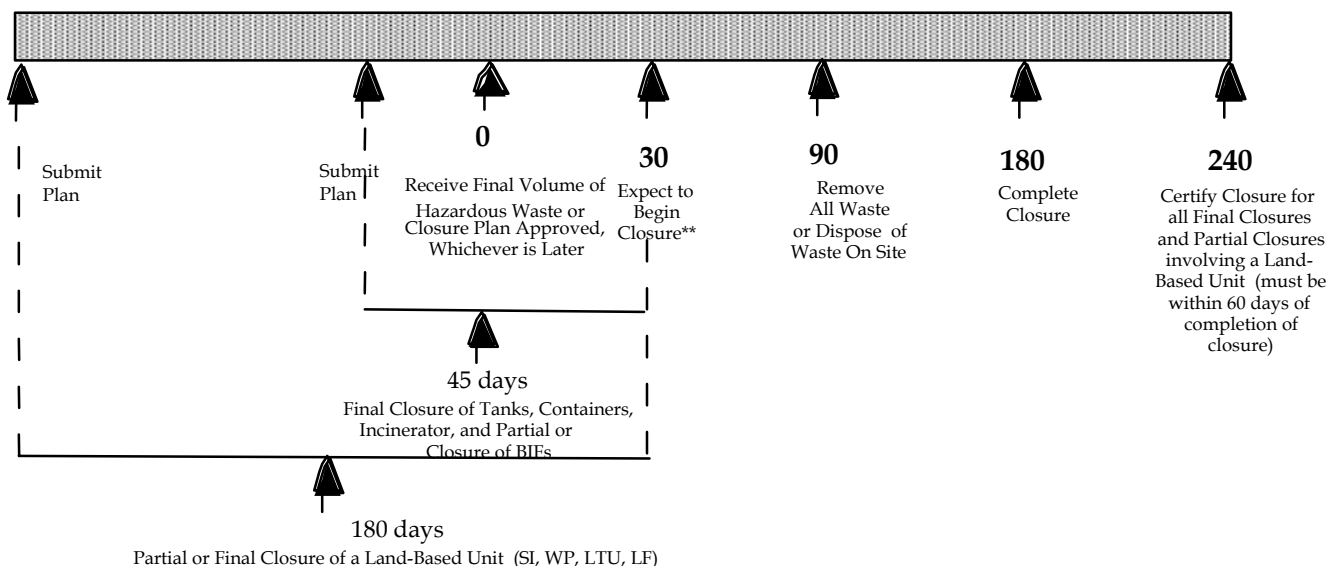 Submit
Plan
Submit
Plan
0
Receive Final Volume of
Hazardous Waste or
Closure Plan Approved,
Whichever is Later
30
Expect to
Begin
Closure**
90
Remove
All Waste
or Dispose of
Waste On Site
180
Complete
Closure
240
Certify Closure for
all Final Closures
and Partial Closures
involving a Land-
Based Unit (must be
within 60 days of
completion of
closure)
45 days
Final Closure of Tanks, Containers,
Incinerator, and Partial or
Closure of BIFs
180 days
Partial or Final Closure of a Land-Based Unit (SI, WP, LTU, LF)